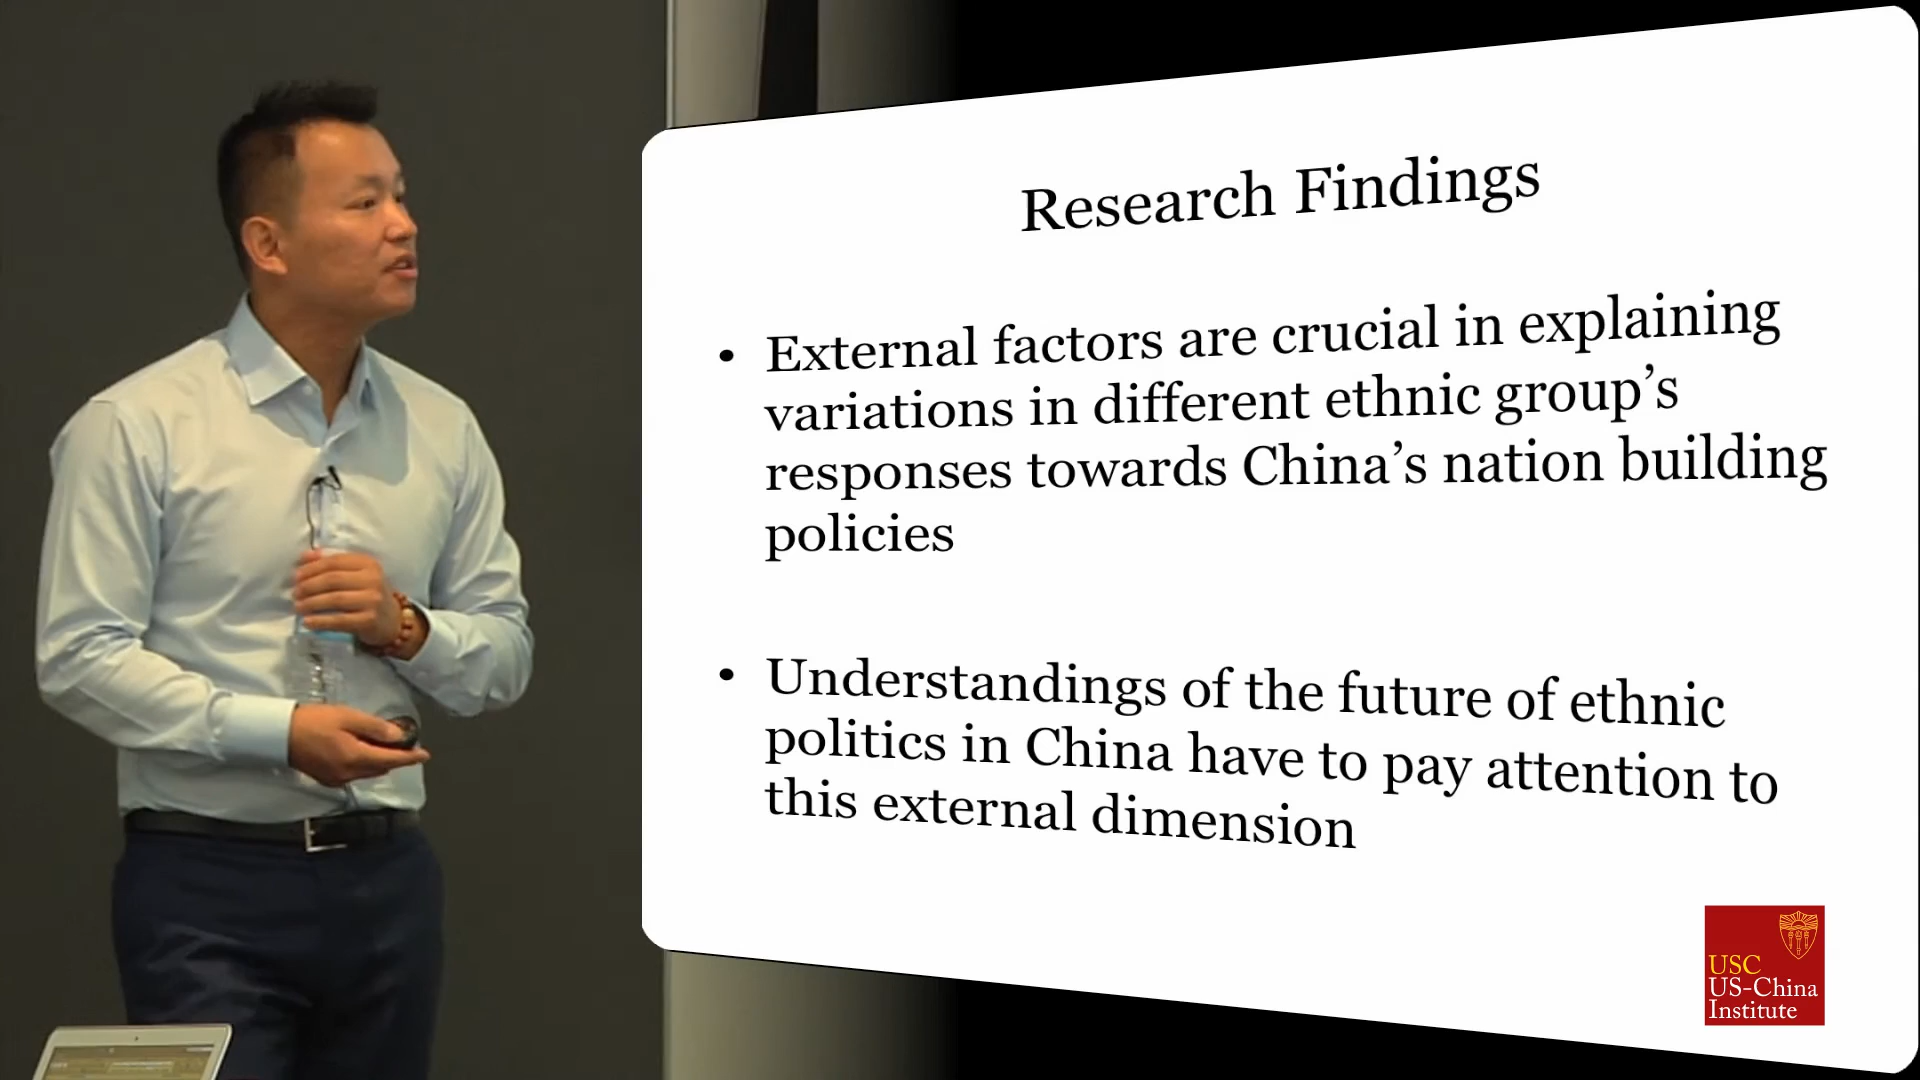 Research Findings
• External factors are crucial in explaining
variations in different ethnic group’s
responses towards China’s nation building
policies
• Understandings of the future of ethnic
politics in China have to pay attention to
this external dimension
USC
US-China
Institute